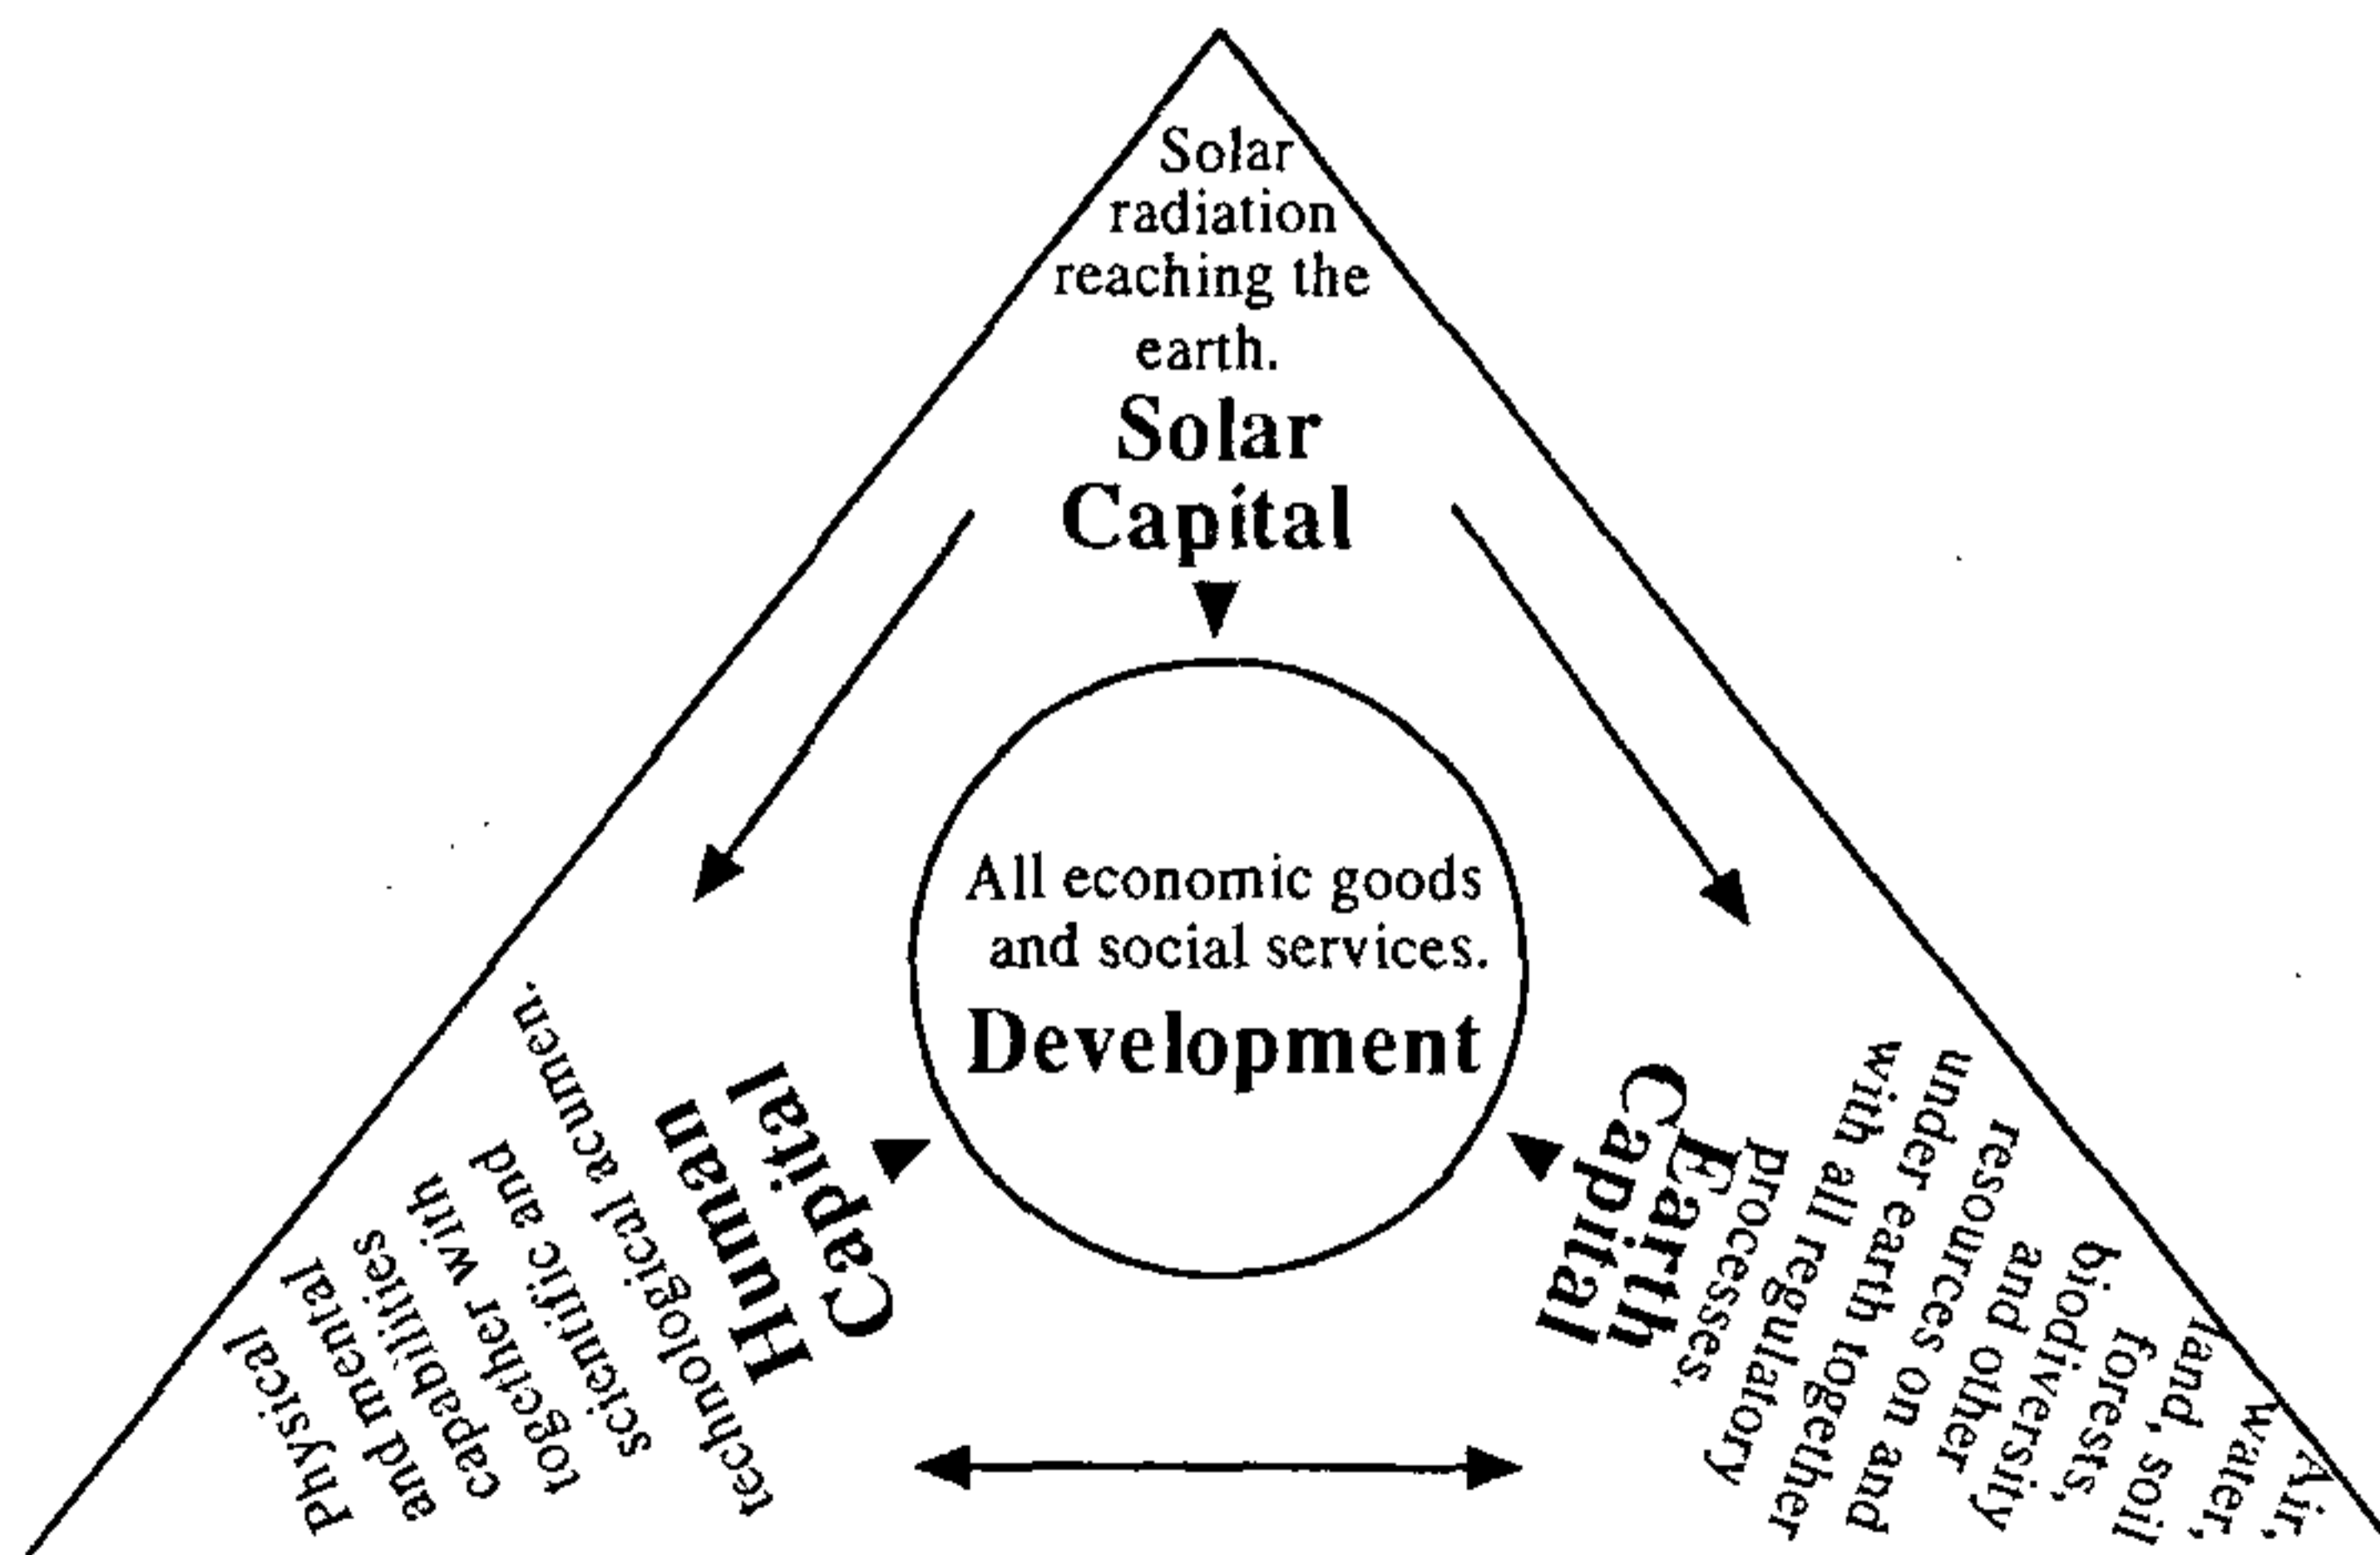 Solar
radiation
reaching the
earth.
Solar
Capital
All economic goods
and social services.
Development
Physical
and mental
capabilities
together with
scientific and
technological acumen.
Human
Capital
Air,
water,
land, soil
forests,
biodiversity
and other
resources on and
under earth together
with all regulatory
processes.
Earth
Capital